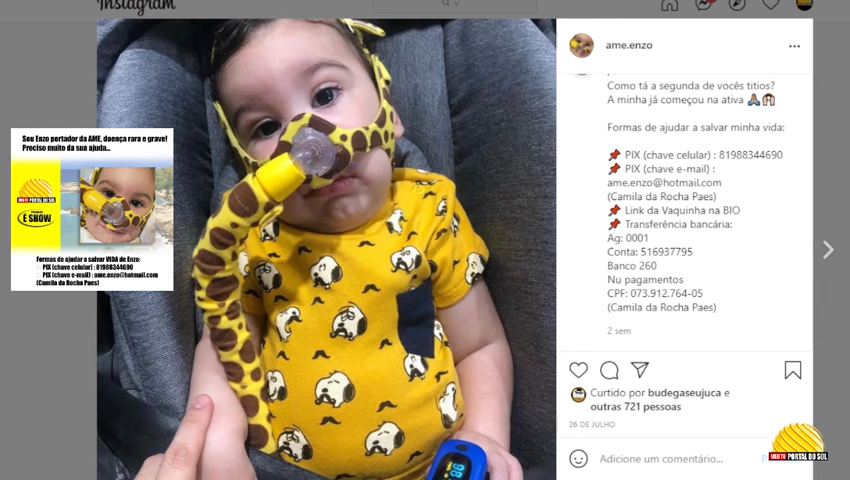 Instagram
ame.enzo
Como tá a segunda de vocês titios?
A minha já começou na ativa
Formas de ajudar a salvar minha vida:
PIX (chave celular) : 81988344690
PIX (chave e-mail) :
ame.enzo@hotmail.com
(Camila da Rocha Paes)
Link da Vaquinha na BIO
Transferência bancária:
Ag: 0001
Conta: 516937795
Banco 260
Nu pagamentos
CPF: 073.912.764-05
(Camila da Rocha Paes)
2 sem
Curtido por budegaseujuca e
outras 721 pessoas
26 DE JULHO
Adicione um comentário...
PORTAL DO SOL
Sou Enzo portador da AME, doença rara e grave!
Preciso muito da sua ajuda...
PORTAL DO SOL
É SHOW
Formas de ajudar a salvar VIDA de Enzo:
PIX (chave celular) : 81988344690
PIX (chave e-mail) : ame.enzo@hotmail.com
(Camila da Rocha Paes)
98